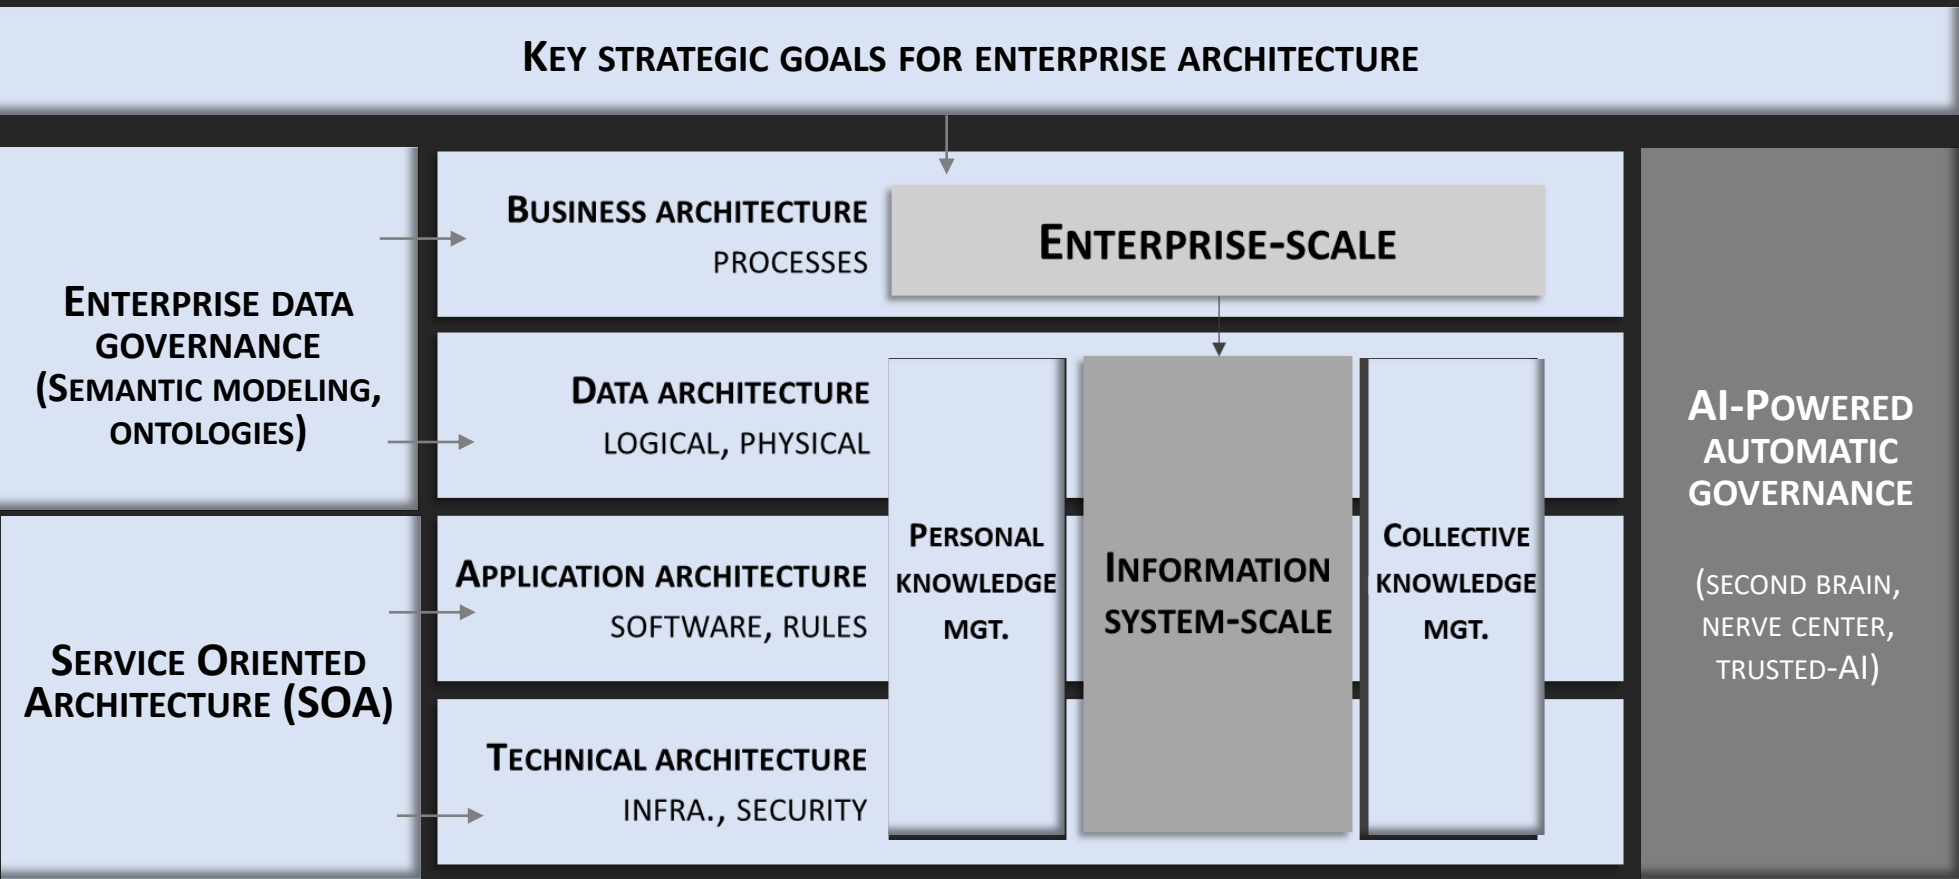 Key strategic goals for enterprise architecture
Enterprise data
governance
(Semantic modeling,
ontologies)
Service Oriented
Architecture (SOA)
Business architecture
processes
Enterprise-scale
Data architecture
logical, physical
Application architecture
software, rules
Technical architecture
infra., security
Personal
knowledge
mgt.
Information
system-scale
Collective
knowledge
mgt.
AI-Powered
automatic
governance
(second brain,
nerve center,
trusted-AI)